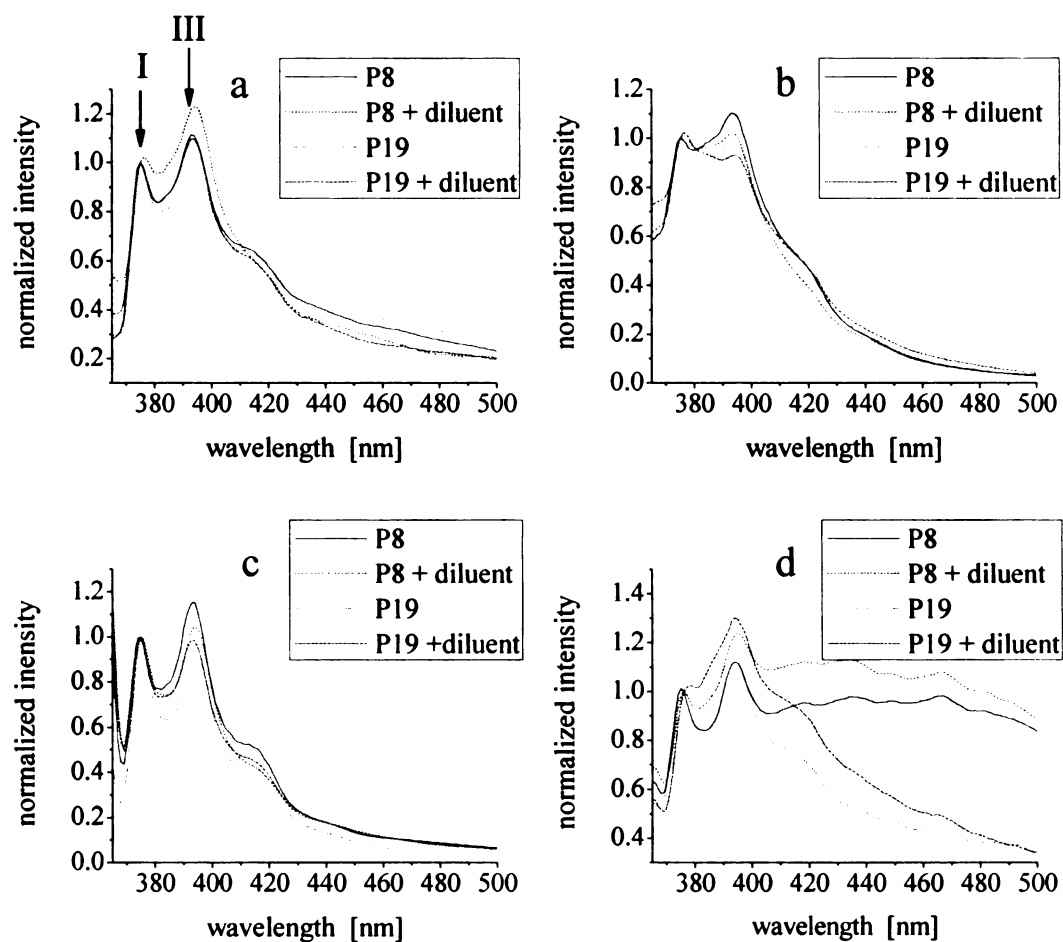 I
III
a
P8
P8 + diluent
P19
P19 + diluent
normalized intensity
1.2
1.0
0.8
0.6
0.4
0.2
380 400 420 440 460 480 500
wavelength [nm]
b
P8
P8 + diluent
P19
P19 + diluent
normalized intensity
1.2
1.0
0.8
0.6
0.4
0.2
0.0
380 400 420 440 460 480 500
wavelength [nm]
c
P8
P8 + diluent
P19
P19 +diluent
normalized inensity
1.2
1.0
0.8
0.6
0.4
0.2
0.0
380 400 420 440 460 480 500
wavelength [nm]
d
P8
P8 + diluent
P19
P19 + diluent
normalized intensity
1.4
1.2
1.0
0.8
0.6
0.4
380 400 420 440 460 480 500
wavelength [nm]